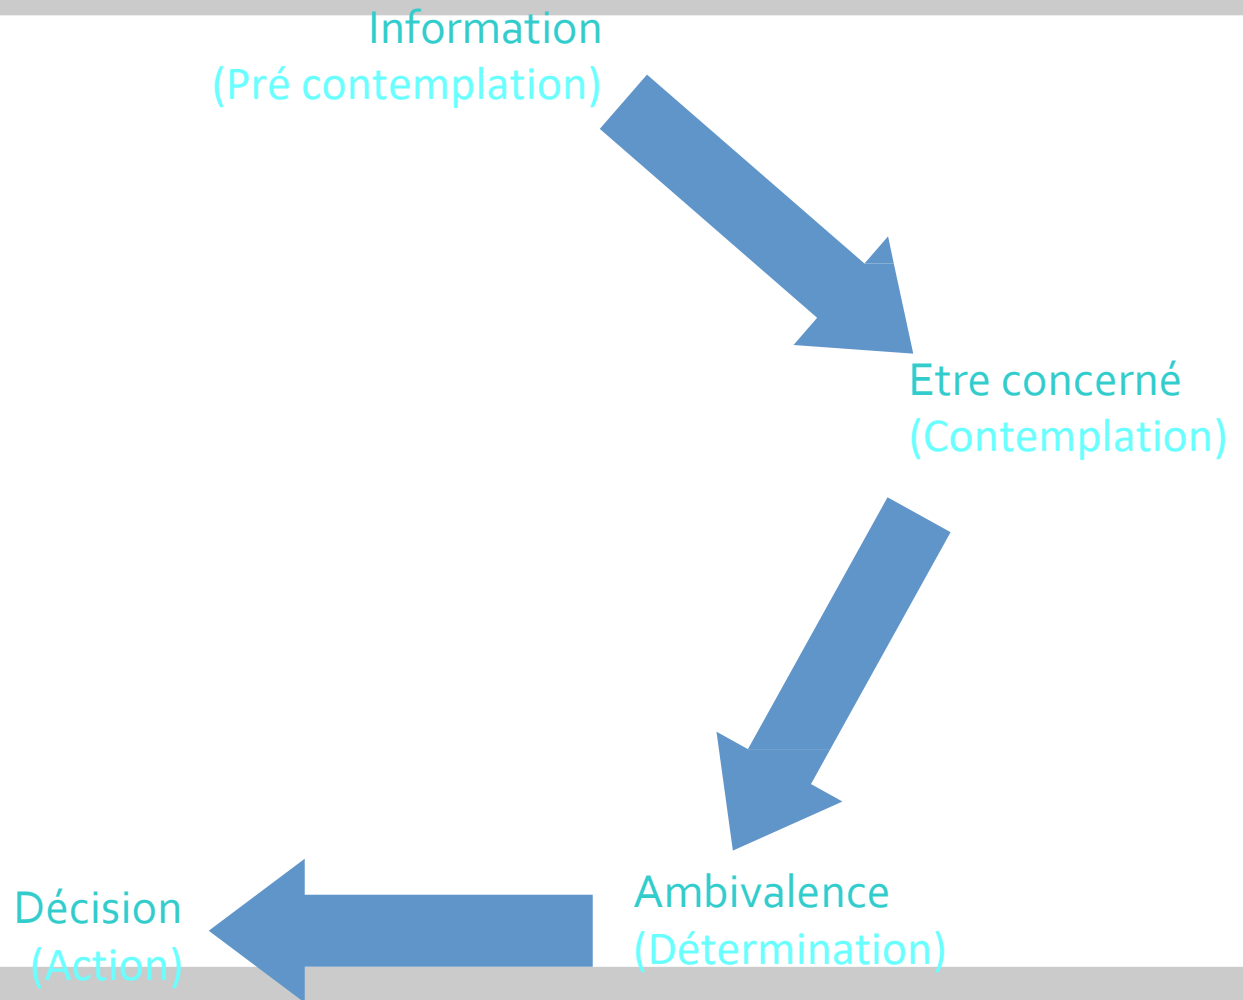 Information
(Pré contemplation)
Etre concerné
(Contemplation)
Ambivalence
(Détermination)
Décision
(Action)